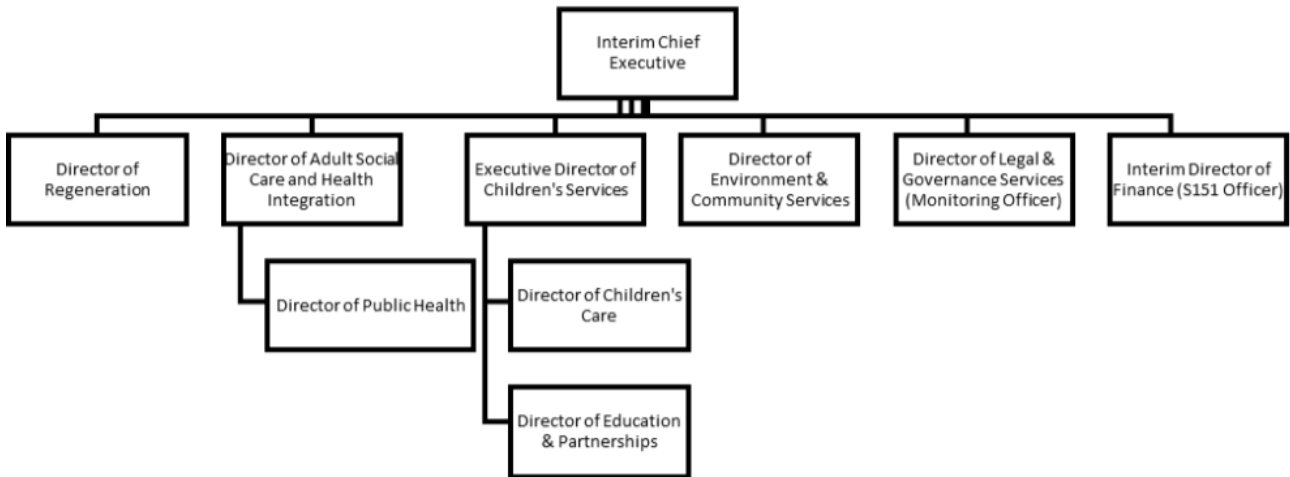 Interim Chief
Executive
Director of
Regeneration
Director of Adult Social
Care and Health
Integration
Executive Director of
Children's Services
Director of
Environment &
Community Services
Director of Legal &
Governance Services
(Monitoring Officer)
Interim Director of
Finance (S151 Officer)
Director of Public Health
Director of Children's
Care
Director of Education
& Partnerships